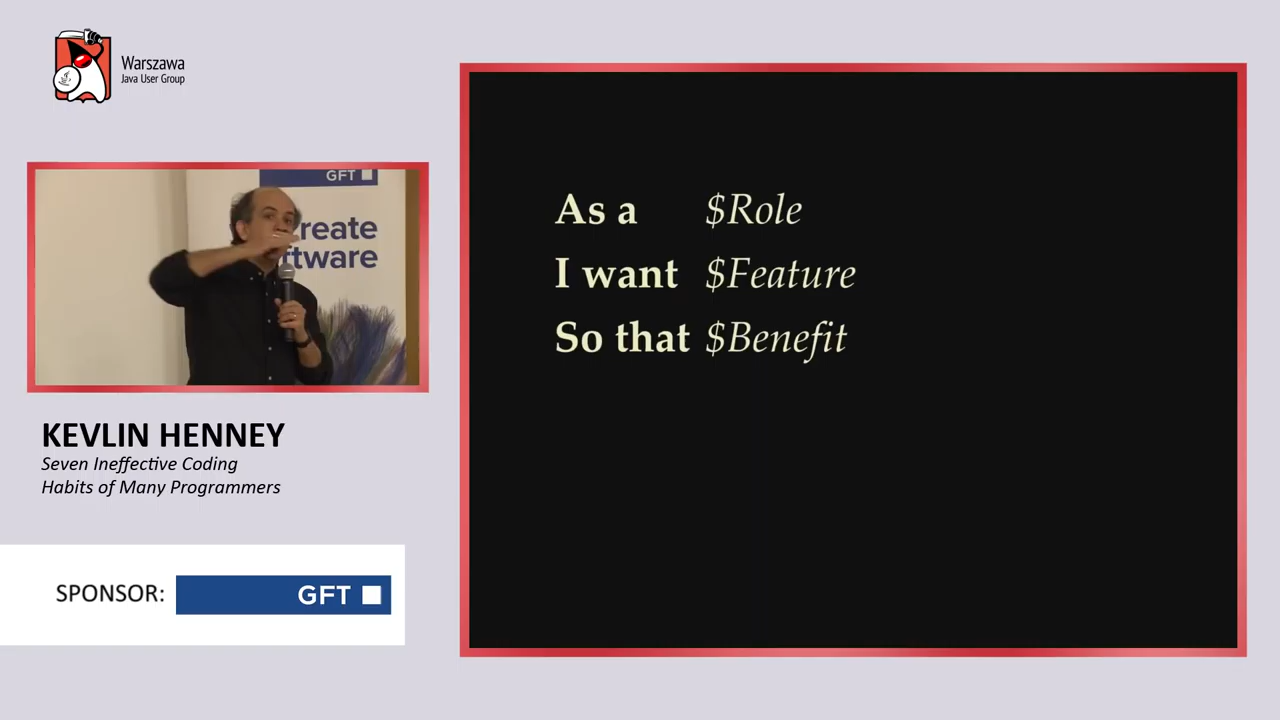 Warszawa
Java User Group
GFT
reate
ftware
KEVLIN HENNEY
Seven Ineffective Coding
Habits of Many Programmers
SPONSOR:
GFT
As a $Role
I want $Feature
So that $Benefit